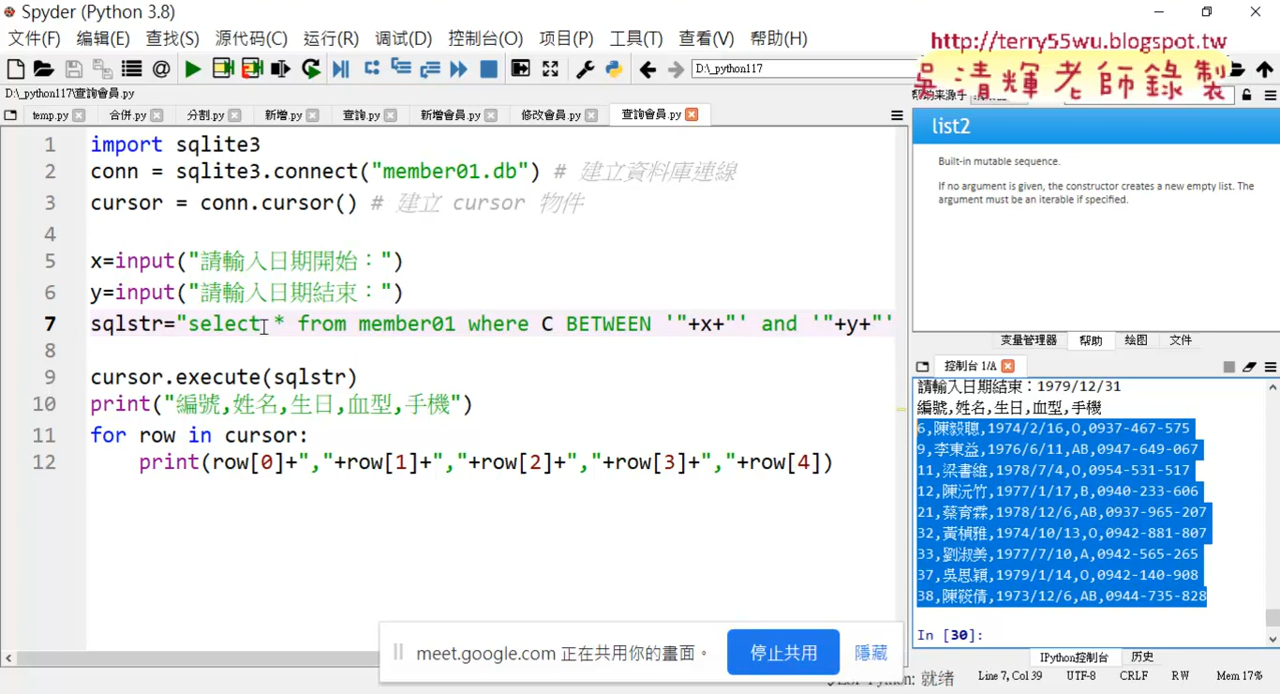 Spyder (Python 3.8)
文件(F) 编辑(E) 查找(S) 源代码(C) 运行(R) 调试(D) 控制台(O) 项目(P) 工具(T) 查看(V) 帮助(H)
http://terry55wu.blogspot.tw
吳清輝老師錄製
D:\_python117
D:\_python117\查詢會員.py
temp.py 合併.py 分割.py 新增.py 查詢.py 新增會員.py 修改會員.py 查詢會員.py
1 import sqlite3
2 conn = sqlite3.connect("member01.db") # 建立資料庫連線
3 cursor = conn.cursor() # 建立 cursor 物件
4
5 x=input("請輸入日期開始：")
6 y=input("請輸入日期結束：")
7 sqlstr="select * from member01 where C BETWEEN '"+x+"' and '"+y+"'
8
9 cursor.execute(sqlstr)
10 print("編號,姓名,生日,血型,手機")
11 for row in cursor:
12 print(row[0]+","+row[1]+","+row[2]+","+row[3]+","+row[4])
list2
Built-in mutable sequence.
If no argument is given, the constructor creates a new empty list. The
argument must be an iterable if specified.
变量管理器 帮助 绘图 文件
控制台 1/A
請輸入日期結束：1979/12/31
編號,姓名,生日,血型,手機
6,陳毅聰,1974/2/16,O,0937-467-575
9,李東益,1976/6/11,AB,0947-649-067
11,梁書維,1978/7/4,O,0954-531-517
12,陳沅竹,1977/1/17,B,0940-233-606
21,蔡育霖,1978/12/6,AB,0937-965-207
32,黃楨雅,1974/10/13,O,0942-881-807
33,劉淑美,1977/7/10,A,0942-565-265
37,吳思穎,1979/1/14,O,0942-140-908
38,陳筱倩,1973/12/6,AB,0944-735-828
In [30]:
IPython控制台 历史
meet.google.com 正在共用你的畫面。 停止共用 隱藏
Python: 就绪 Line 7, Col 39 UTF-8 CRLF RW Mem 17%